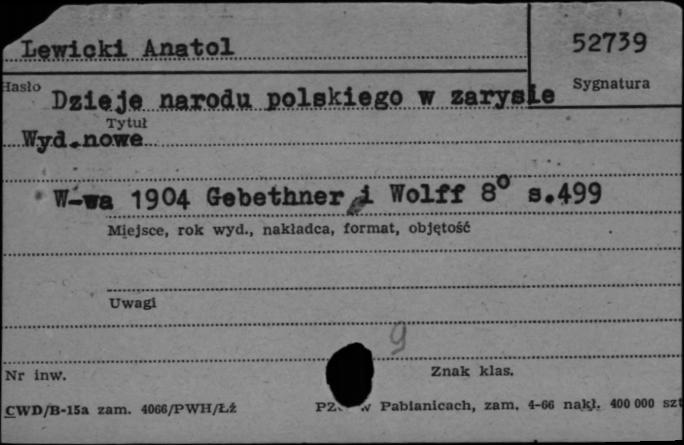 Lewicki Anatol
52739
Hasło
Sygnatura
Dzieje narodu polskiego w zarysie
Tytuł
Wyd.nowe
W-wa 1904 Gebethner i Wolff 8° s.499
Miejsce, rok wyd., nakładca, format, objętość
Uwagi
9
Nr inw.
Znak klas.
CWD/B-15a zam. 4066/PWH/Łż
w Pabianicach, zam. 4-66 nakł. 400 000 szt